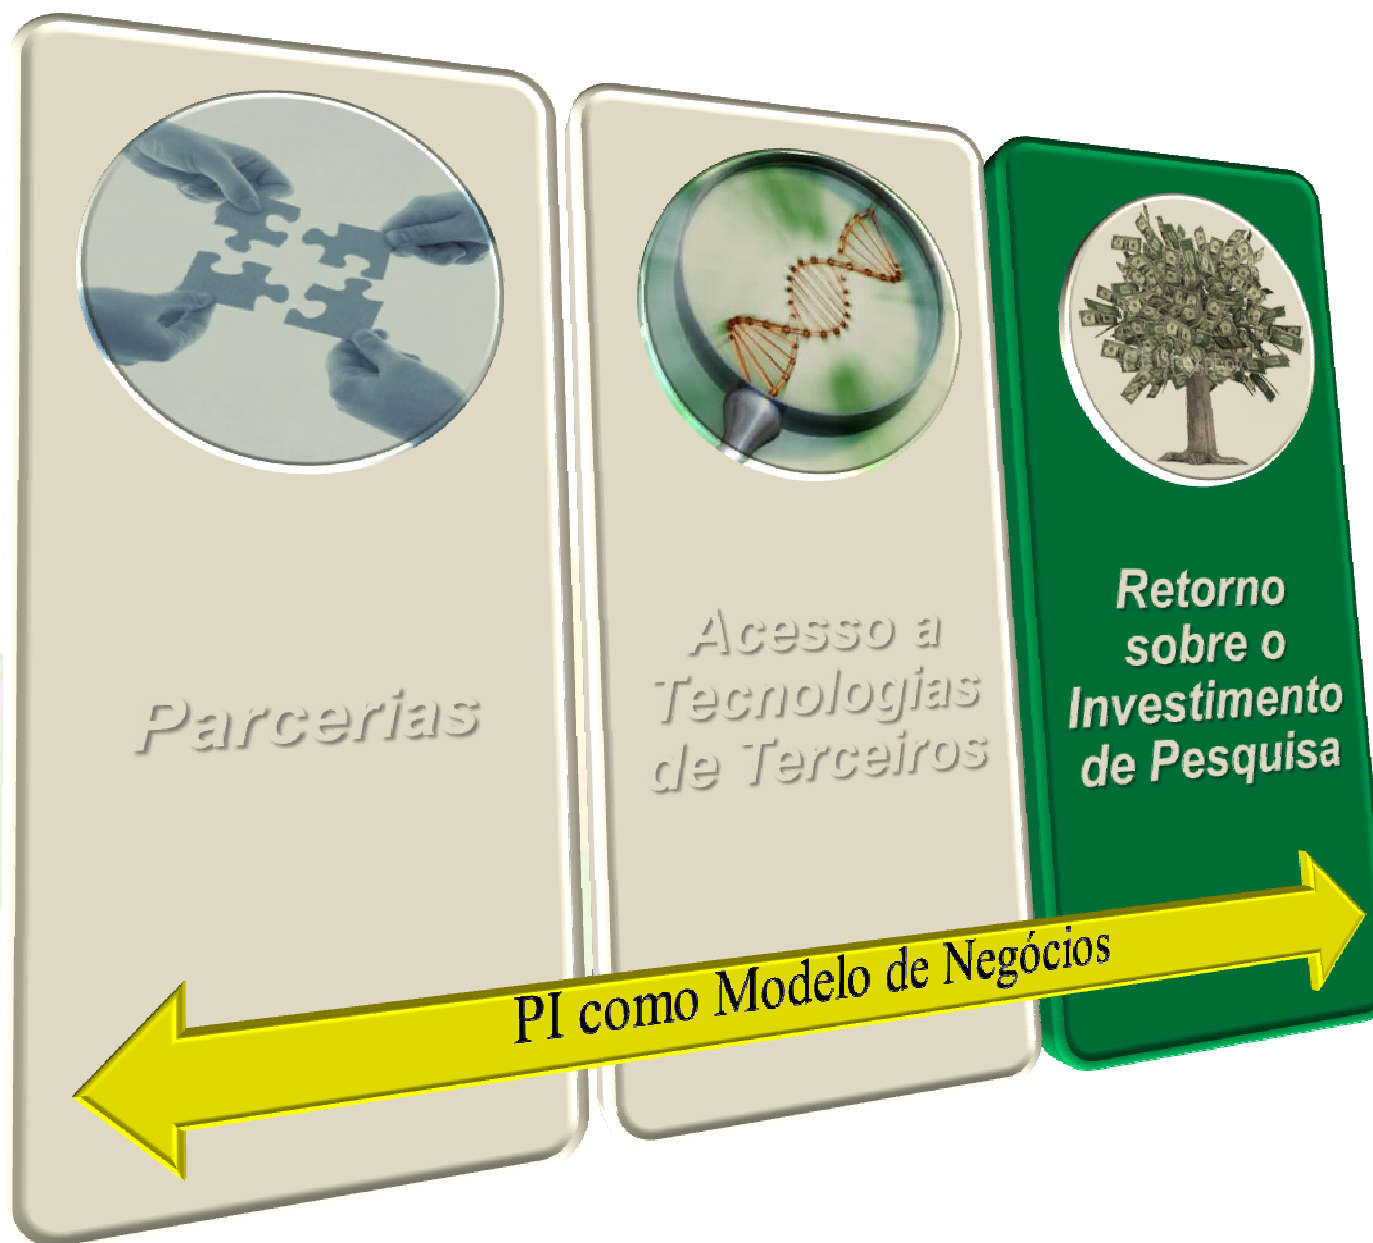 Parcerias
Acesso a
Tecnologias
de Terceiros
Retorno
sobre o
Investimento
de Pesquisa
PI como Modelo de Negócios